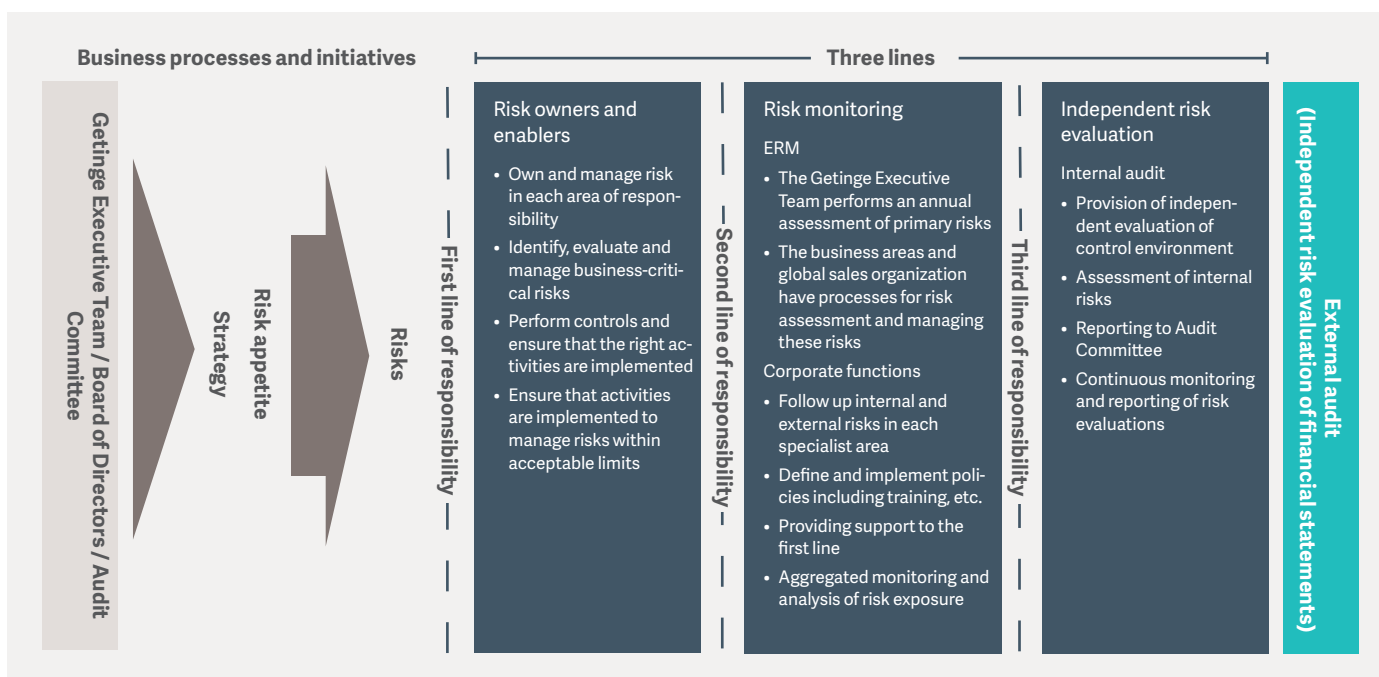 Business processes and initiatives
Three lines
Getinge Executive Team / Board of Directors / Audit
Committee
Strategy
Risk appetite
Risks
First line of responsibility
Risk owners and
enablers
• Own and manage risk
in each area of respon-
sibility
• Identify, evaluate and
manage business-criti-
cal risks
• Perform controls and
ensure that the right ac-
tivities are implemented
• Ensure that activities
are implemented to
manage risks within
acceptable limits
Second line of responsibility
Risk monitoring
ERM
• The Getinge Executive
Team performs an annual
assessment of primary risks
• The business areas and
global sales organization
have processes for risk
assessment and managing
these risks
Corporate functions
• Follow up internal and
external risks in each
specialist area
• Define and implement poli-
cies including training, etc.
• Providing support to the
first line
• Aggregated monitoring and
analysis of risk exposure
Third line of responsibility
Independent risk
evaluation
Internal audit
• Provision of indepen-
dent evaluation of
control environment
• Assessment of internal
risks
• Reporting to Audit
Committee
• Continuous monitoring
and reporting of risk
evaluations
External audit
(Independent risk evaluation of financial statements)